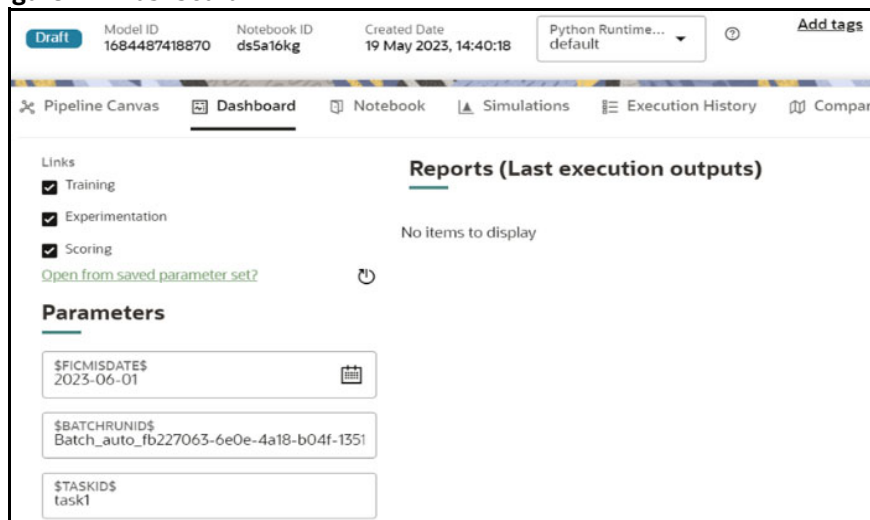 Draft
Model ID
1684487418870
Notebook ID
ds5a16kg
Created Date
19 May 2023, 14:40:18
Python Runtime...
default
Add tags
Pipeline Canvas
Dashboard
Notebook
Simulations
Execution History
Compar
Links
Training
Experimentation
Scoring
Open from saved parameter set?
Parameters
$FICMISDATE$
2023-06-01
$BATCHRUNID$
Batch_auto_fb227063-6e0e-4a18-b04f-1351
$TASKID$
task1
Reports (Last execution outputs)
No items to display